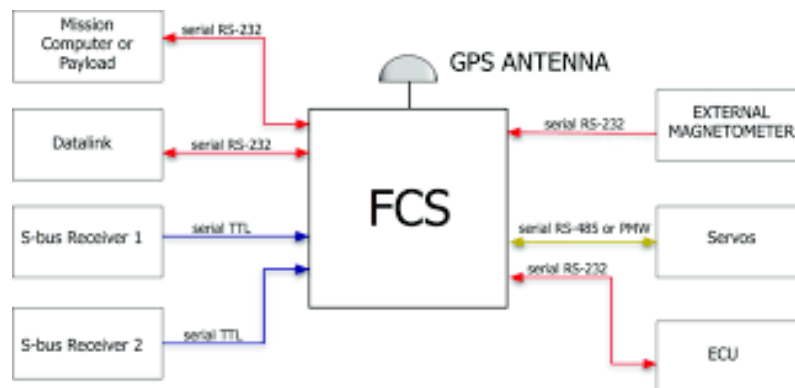 Mission
Computer or
Payload
serial RS-232
GPS ANTENNA
EXTERNAL
MAGNETOMETER
serial RS-232
Datalink
serial RS-232
FCS
S-bus Receiver 1
serial TTL
serial RS-485 or PMW
Servos
serial RS-232
S-bus Receiver 2
serial TTL
ECU